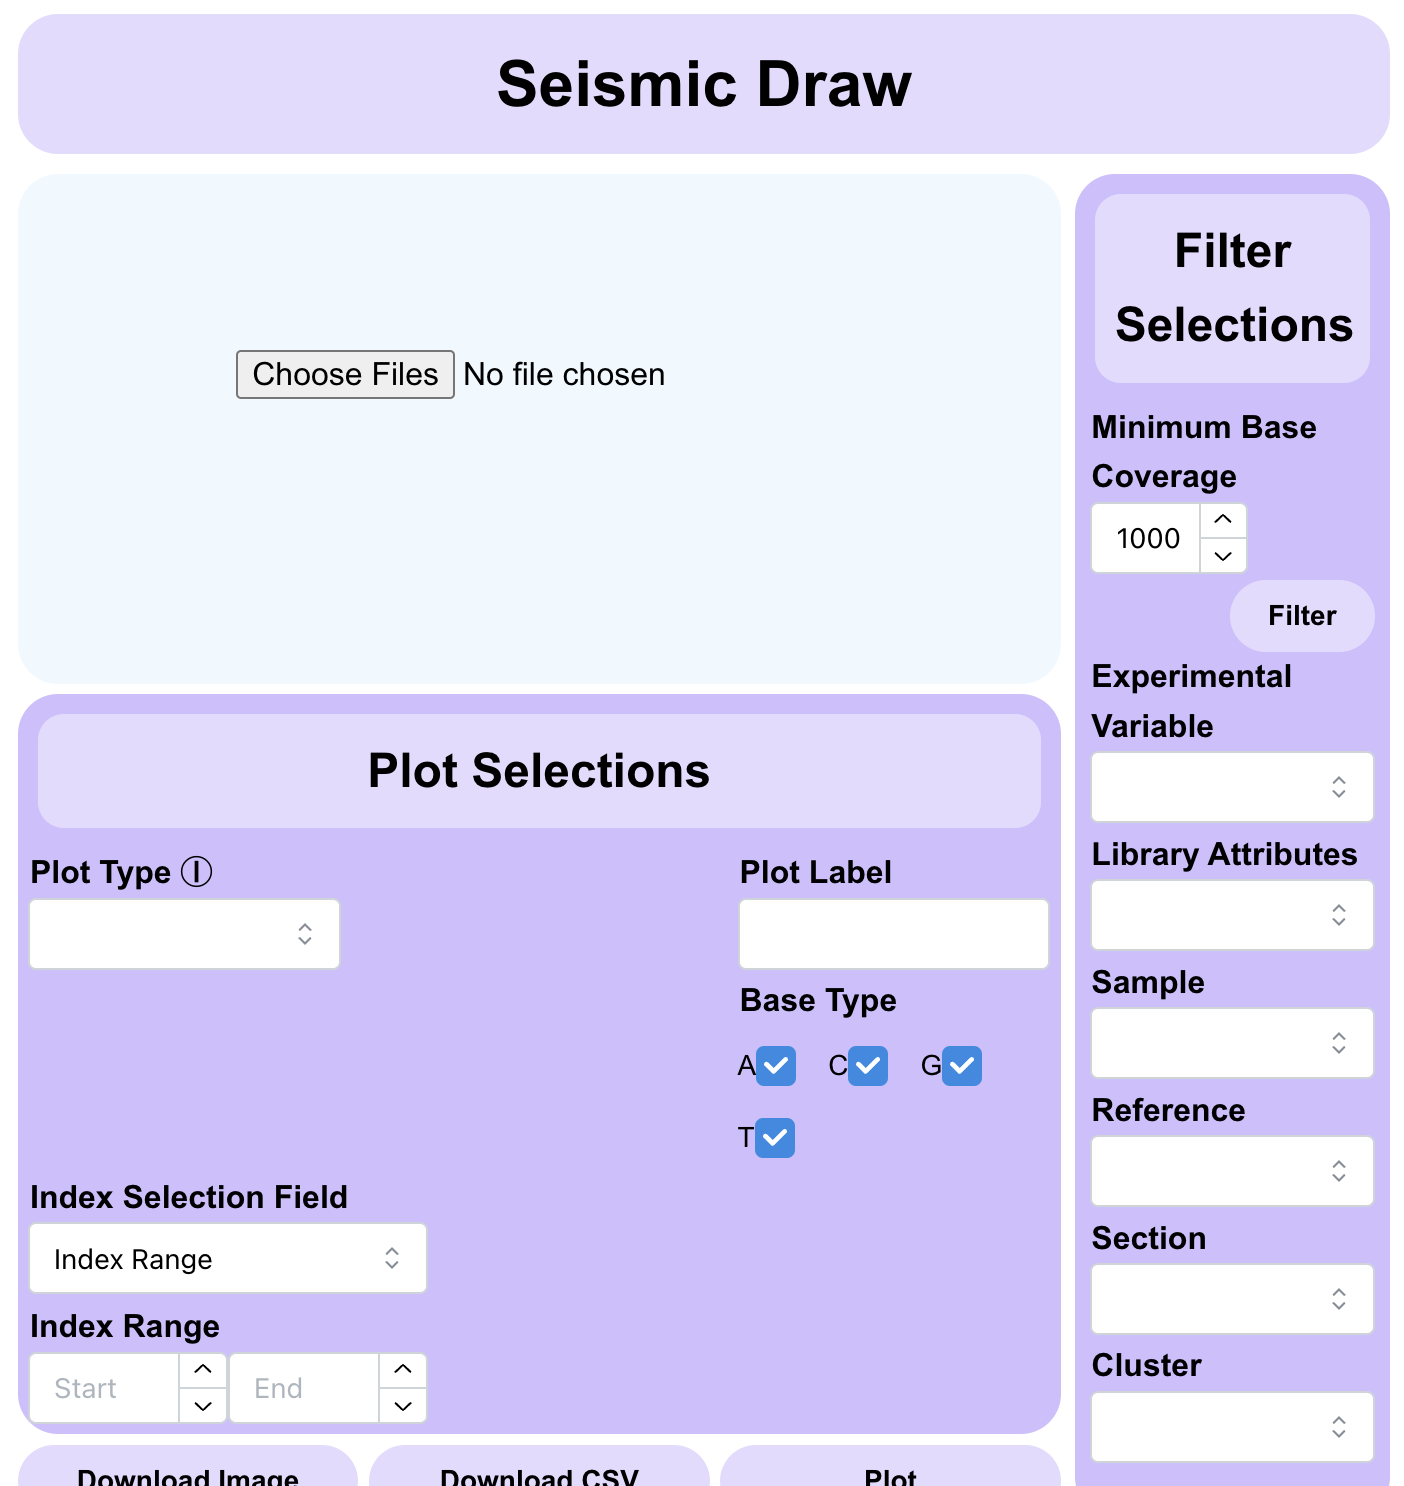 Seismic Draw
Choose Files No file chosen
Filter
Selections
Minimum Base
Coverage
1000
Filter
Experimental
Variable
Library Attributes
Sample
Reference
Section
Cluster
Plot Selections
Plot Type Ⓘ
Plot Label
Base Type
A C G
T
Index Selection Field
Index Range
Index Range
Start End
Download Image Download CSV Plot